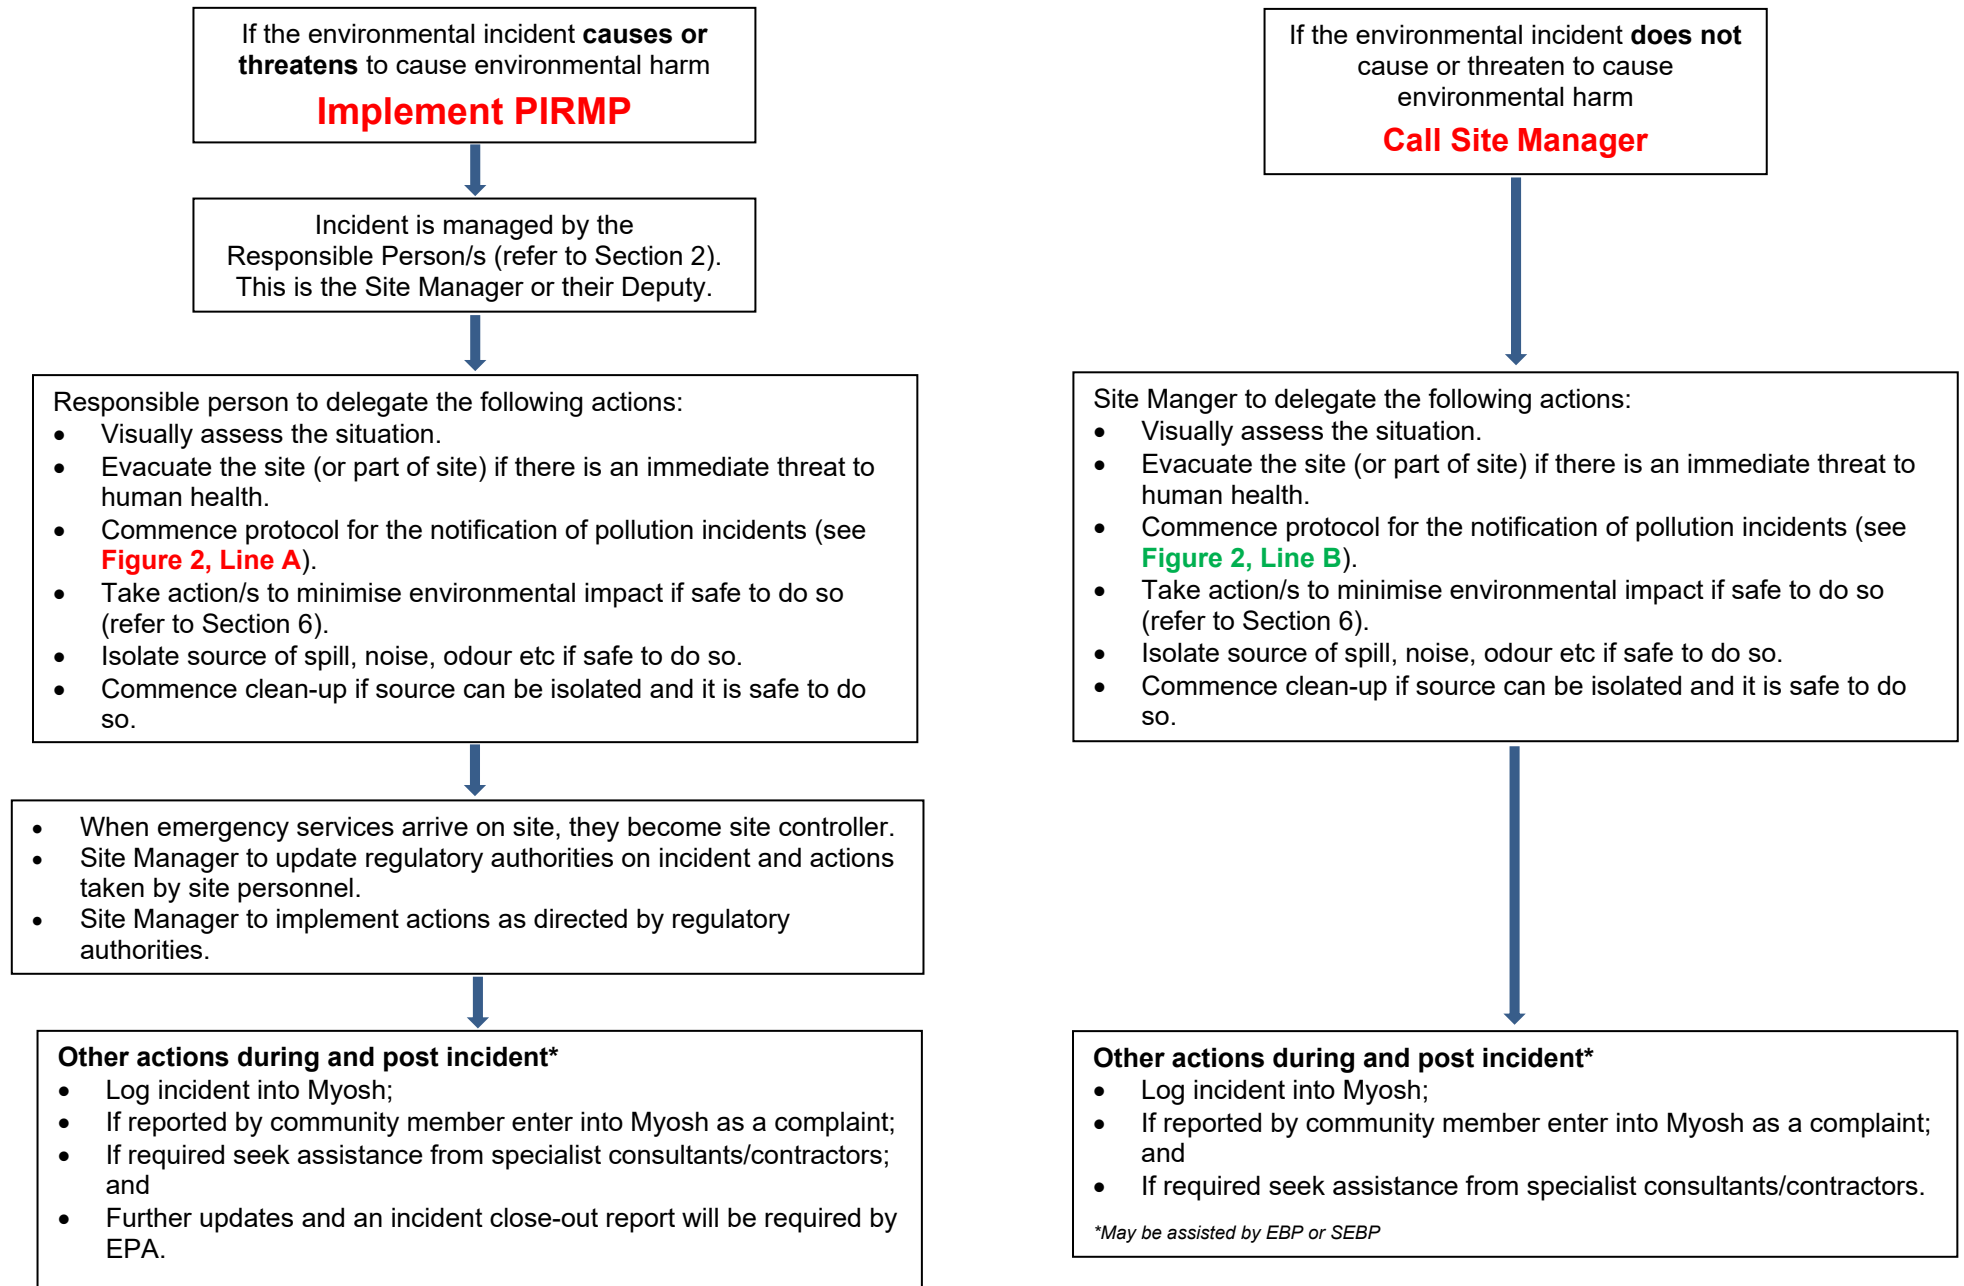 If the environmental incident causes or
threatens to cause environmental harm
Implement PIRMP
Incident is managed by the
Responsible Person/s (refer to Section 2).
This is the Site Manager or their Deputy.
Responsible person to delegate the following actions:
• Visually assess the situation.
• Evacuate the site (or part of site) if there is an immediate threat to
human health.
• Commence protocol for the notification of pollution incidents (see
Figure 2, Line A).
• Take action/s to minimise environmental impact if safe to do so
(refer to Section 6).
• Isolate source of spill, noise, odour etc if safe to do so.
• Commence clean-up if source can be isolated and it is safe to do
so.
• When emergency services arrive on site, they become site controller.
• Site Manager to update regulatory authorities on incident and actions
taken by site personnel.
• Site Manager to implement actions as directed by regulatory
authorities.
Other actions during and post incident*
• Log incident into Myosh;
• If reported by community member enter into Myosh as a complaint;
• If required seek assistance from specialist consultants/contractors;
and
• Further updates and an incident close-out report will be required by
EPA.
If the environmental incident does not
cause or threaten to cause
environmental harm
Call Site Manager
Site Manger to delegate the following actions:
• Visually assess the situation.
• Evacuate the site (or part of site) if there is an immediate threat to
human health.
• Commence protocol for the notification of pollution incidents (see
Figure 2, Line B).
• Take action/s to minimise environmental impact if safe to do so
(refer to Section 6).
• Isolate source of spill, noise, odour etc if safe to do so.
• Commence clean-up if source can be isolated and it is safe to do
so.
Other actions during and post incident*
• Log incident into Myosh;
• If reported by community member enter into Myosh as a complaint;
and
• If required seek assistance from specialist consultants/contractors.
*May be assisted by EBP or SEBP